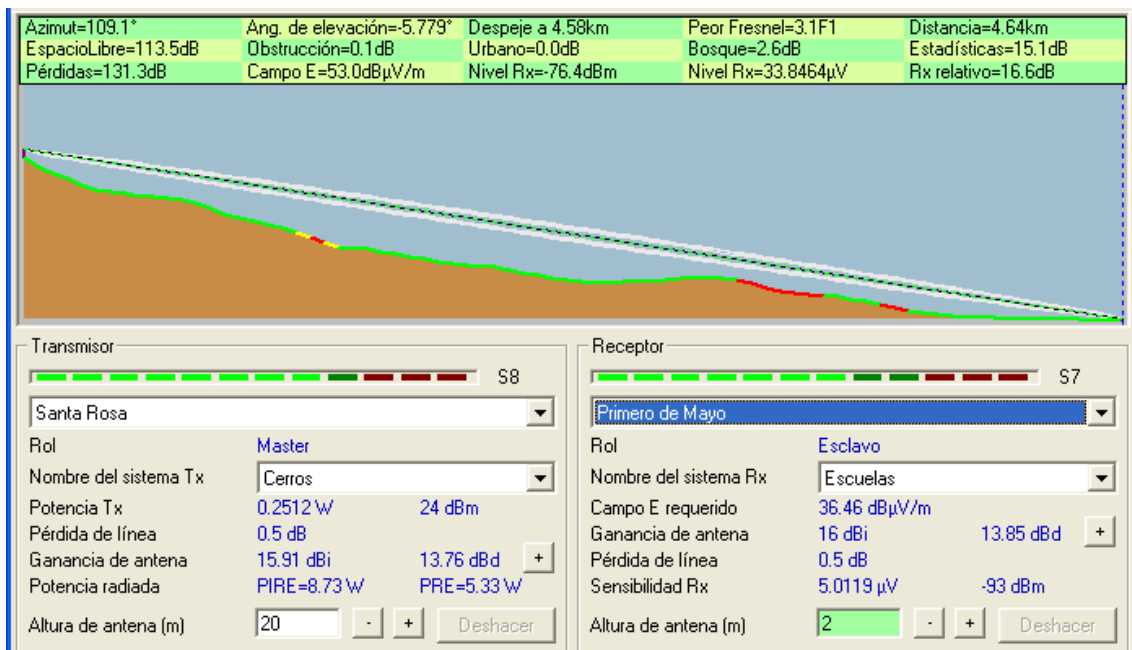 Azimut=109.1° Ang. de elevación=-5.779° Despeje a 4.58km Peor Fresnel=3.1F1 Distancia=4.64km
EspacioLibre=113.5dB Obstrucción=0.1dB Urbano=0.0dB Bosque=2.6dB Estadísticas=15.1dB
Pérdidas=131.3dB Campo E=53.0dBµV/m Nivel Rx=-76.4dBm Nivel Rx=33.8464µV Rx relativo=16.6dB
Transmisor
S8
Santa Rosa
Rol Master
Nombre del sistema Tx Cerros
Potencia Tx 0.2512 W 24 dBm
Pérdida de línea 0.5 dB
Ganancia de antena 15.91 dBi 13.76 dBd +
Potencia radiada PIRE=8.73 W PRE=5.33 W
Altura de antena (m) 20 - + Deshacer
Receptor
S7
Primero de Mayo
Rol Esclavo
Nombre del sistema Rx Escuelas
Campo E requerido 36.46 dBµV/m
Ganancia de antena 16 dBi 13.85 dBd +
Pérdida de línea 0.5 dB
Sensibilidad Rx 5.0119 µV -93 dBm
Altura de antena (m) 2 - + Deshacer